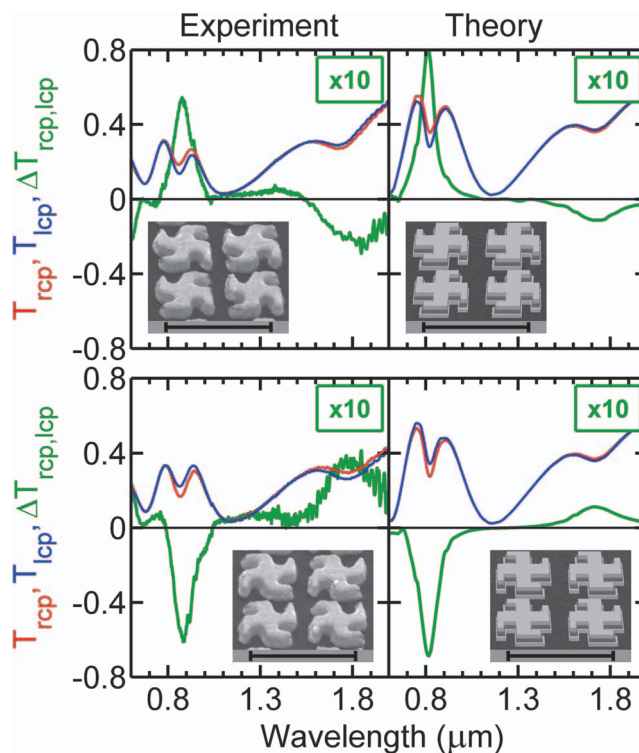 Experiment
Theory
0.8
x10
x10
0.4
0
-0.4
-0.8
T_rcp, T_lcp, ΔT_rcp,lcp
x10
x10
0.4
0
-0.4
-0.8
T_rcp, T_lcp, ΔT_rcp,lcp
0.8
1.3
1.8
0.8
1.3
1.8
Wavelength (μm)